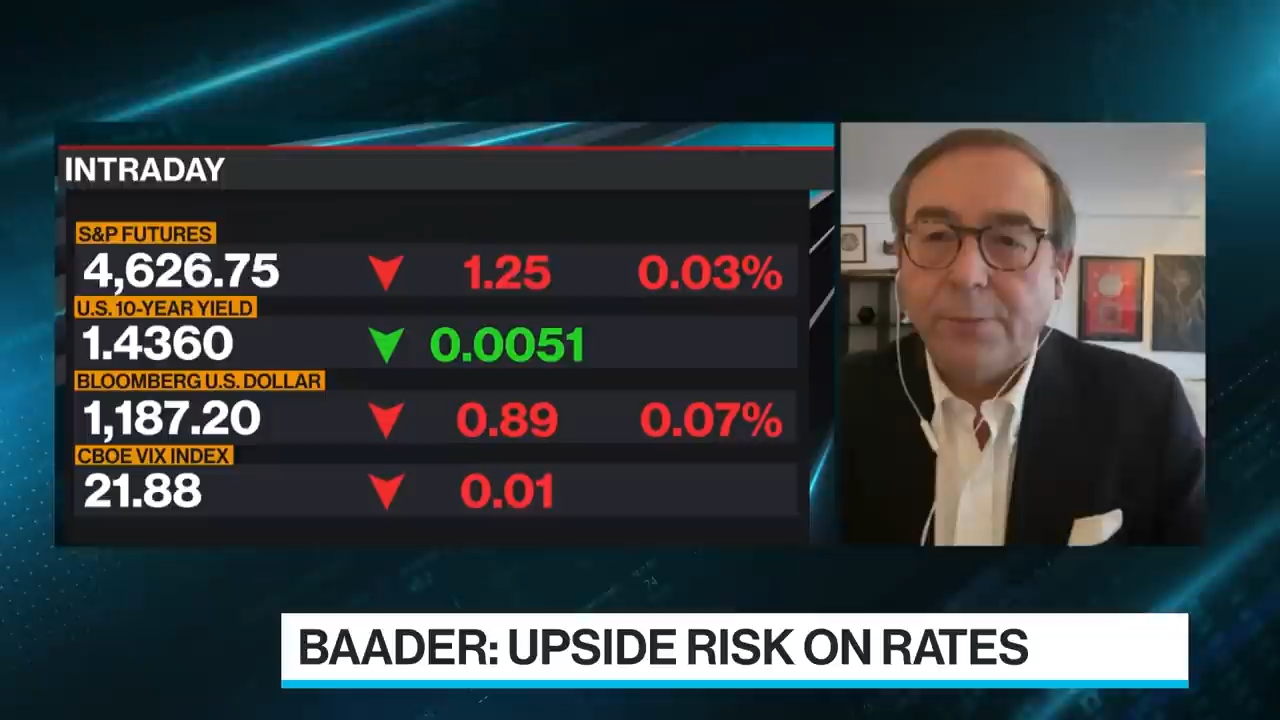 INTRADAY
S&P FUTURES
4,626.75 1.25 0.03%
U.S. 10-YEAR YIELD
1.4360 0.0051
BLOOMBERG U.S. DOLLAR
1,187.20 0.89 0.07%
CBOE VIX INDEX
21.88 0.01
BAADER: UPSIDE RISK ON RATES